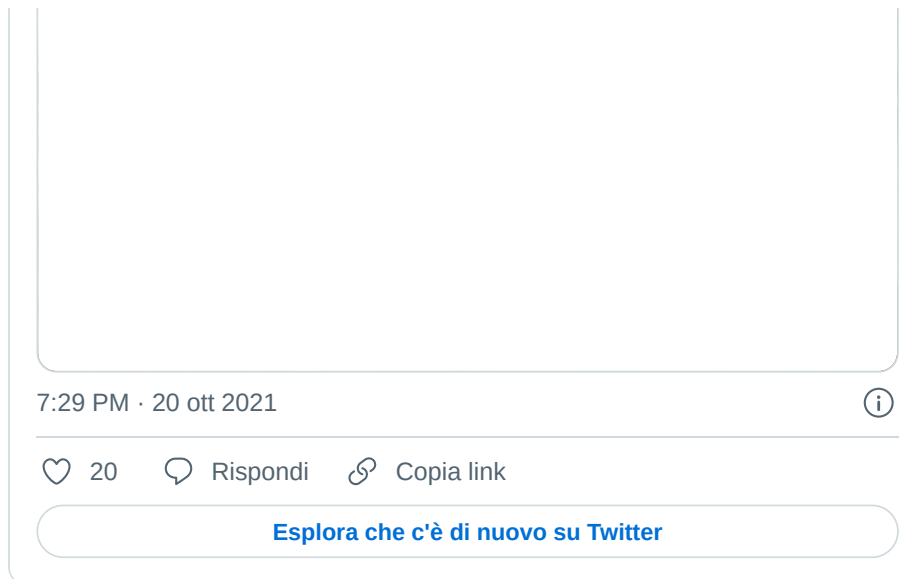 7:29 PM · 20 ott 2021
20 Rispondi Copia link
Esplora che c'è di nuovo su Twitter